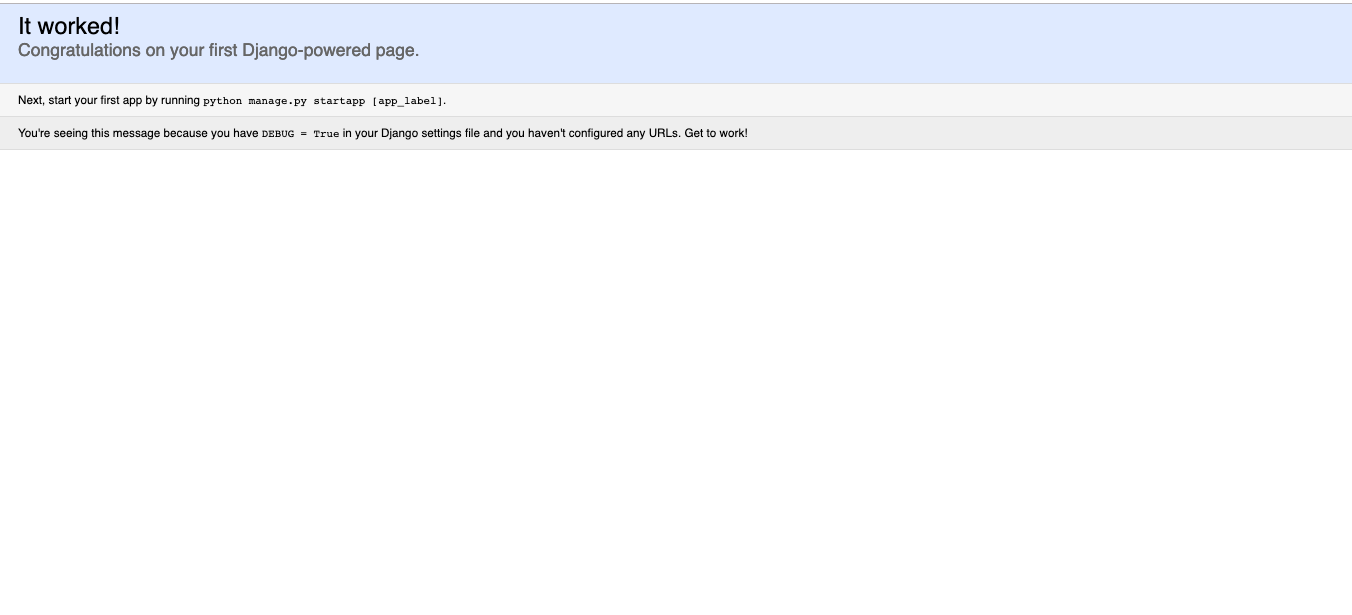 It worked!
Congratulations on your first Django-powered page.
Next, start your first app by running python manage.py startapp [app_label].
You're seeing this message because you have DEBUG = True in your Django settings file and you haven't configured any URLs. Get to work!